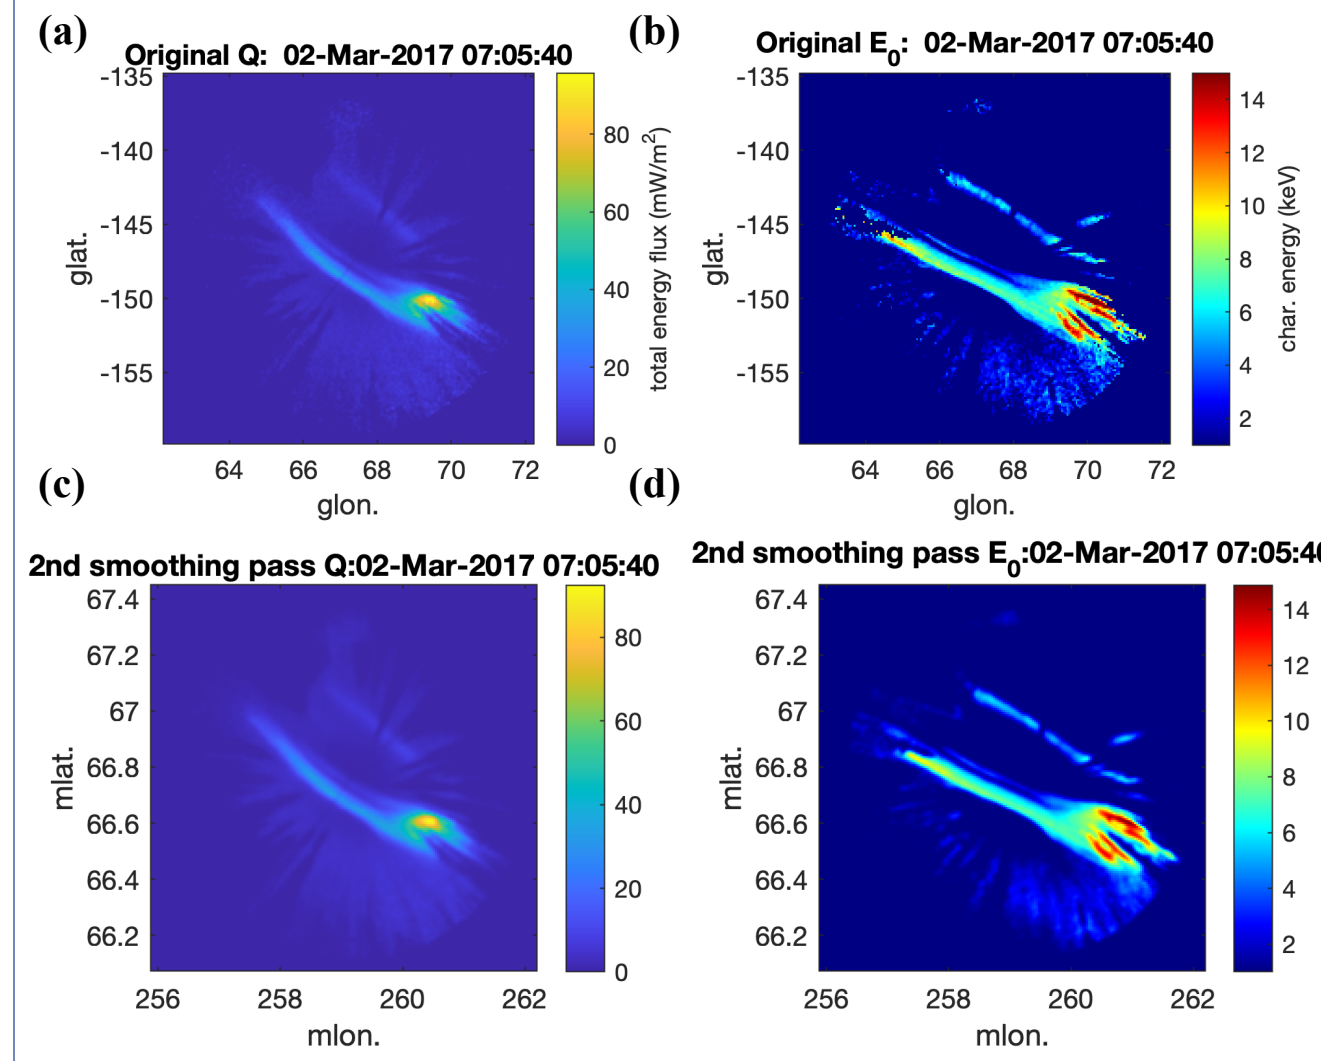 (a)
Original Q:  02-Mar-2017 07:05:40
-135
-140
-145
-150
-155
glat.
64 66 68 70 72
glon.
80
60
40
20
0
total energy flux (mW/m²)
(b)
Original E₀:  02-Mar-2017 07:05:40
-135
-140
-145
-150
-155
glat.
64 66 68 70 72
glon.
14
12
10
8
6
4
2
char. energy (keV)
(c)
2nd smoothing pass Q:02-Mar-2017 07:05:40
67.4
67.2
67
66.8
66.6
66.4
66.2
mlat.
256 258 260 262
mlon.
80
60
40
20
0
(d)
2nd smoothing pass E₀:02-Mar-2017 07:05:40
67.4
67.2
67
66.8
66.6
66.4
66.2
mlat.
256 258 260 262
mlon.
14
12
10
8
6
4
2